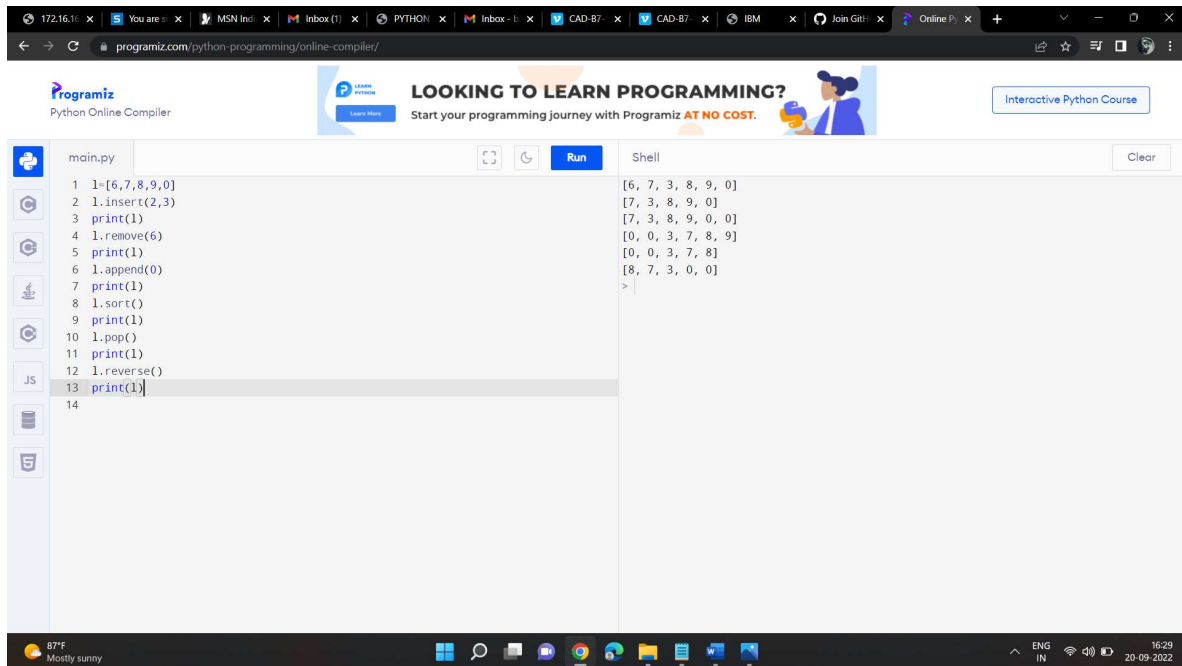 172.16.16
You are s
MSN Indi
Inbox (1)
PYTHON
Inbox - b
CAD-B7-
CAD-B7-
IBM
Join GitH
Online Py
programiz.com/python-programming/online-compiler/
Programiz
Python Online Compiler
LEARN
PYTHON
Learn More
LOOKING TO LEARN PROGRAMMING?
Start your programming journey with Programiz AT NO COST.
Interactive Python Course
main.py
Run
Shell
Clear
1 l=[6,7,8,9,0]
2 l.insert(2,3)
3 print(l)
4 l.remove(6)
5 print(l)
6 l.append(0)
7 print(l)
8 l.sort()
9 print(l)
10 l.pop()
11 print(l)
12 l.reverse()
13 print(l)
14
[6, 7, 3, 8, 9, 0]
[7, 3, 8, 9, 0]
[7, 3, 8, 9, 0, 0]
[0, 0, 3, 7, 8, 9]
[0, 0, 3, 7, 8]
[8, 7, 3, 0, 0]
>
JS
87°F
Mostly sunny
ENG
IN
16:29
20-09-2022